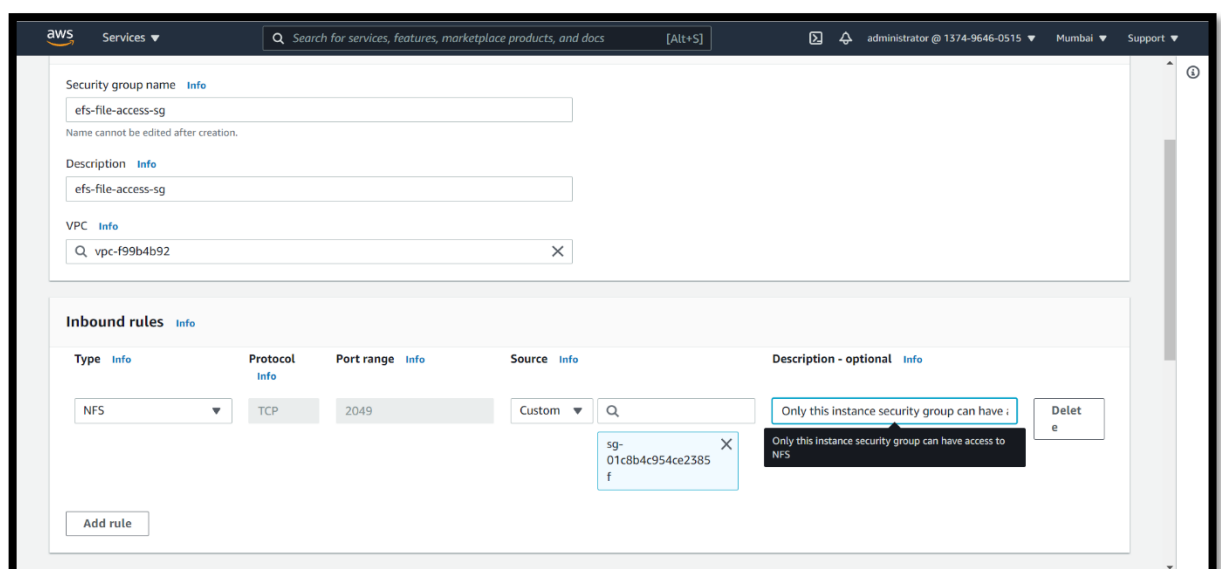 aws Services ▼ Search for services, features, marketplace products, and docs [Alt+S] administrator @ 1374-9646-0515 ▼ Mumbai ▼ Support ▼
Security group name Info
efs-file-access-sg
Name cannot be edited after creation.
Description Info
efs-file-access-sg
VPC Info
vpc-f99b4b92
Inbound rules Info
Type Info Protocol Info Port range Info Source Info Description - optional Info
NFS TCP 2049 Custom Only this instance security group can have a Delet
e
Only this instance security group can have access to
NFS
sg-
01c8b4c954ce2385
f
Add rule